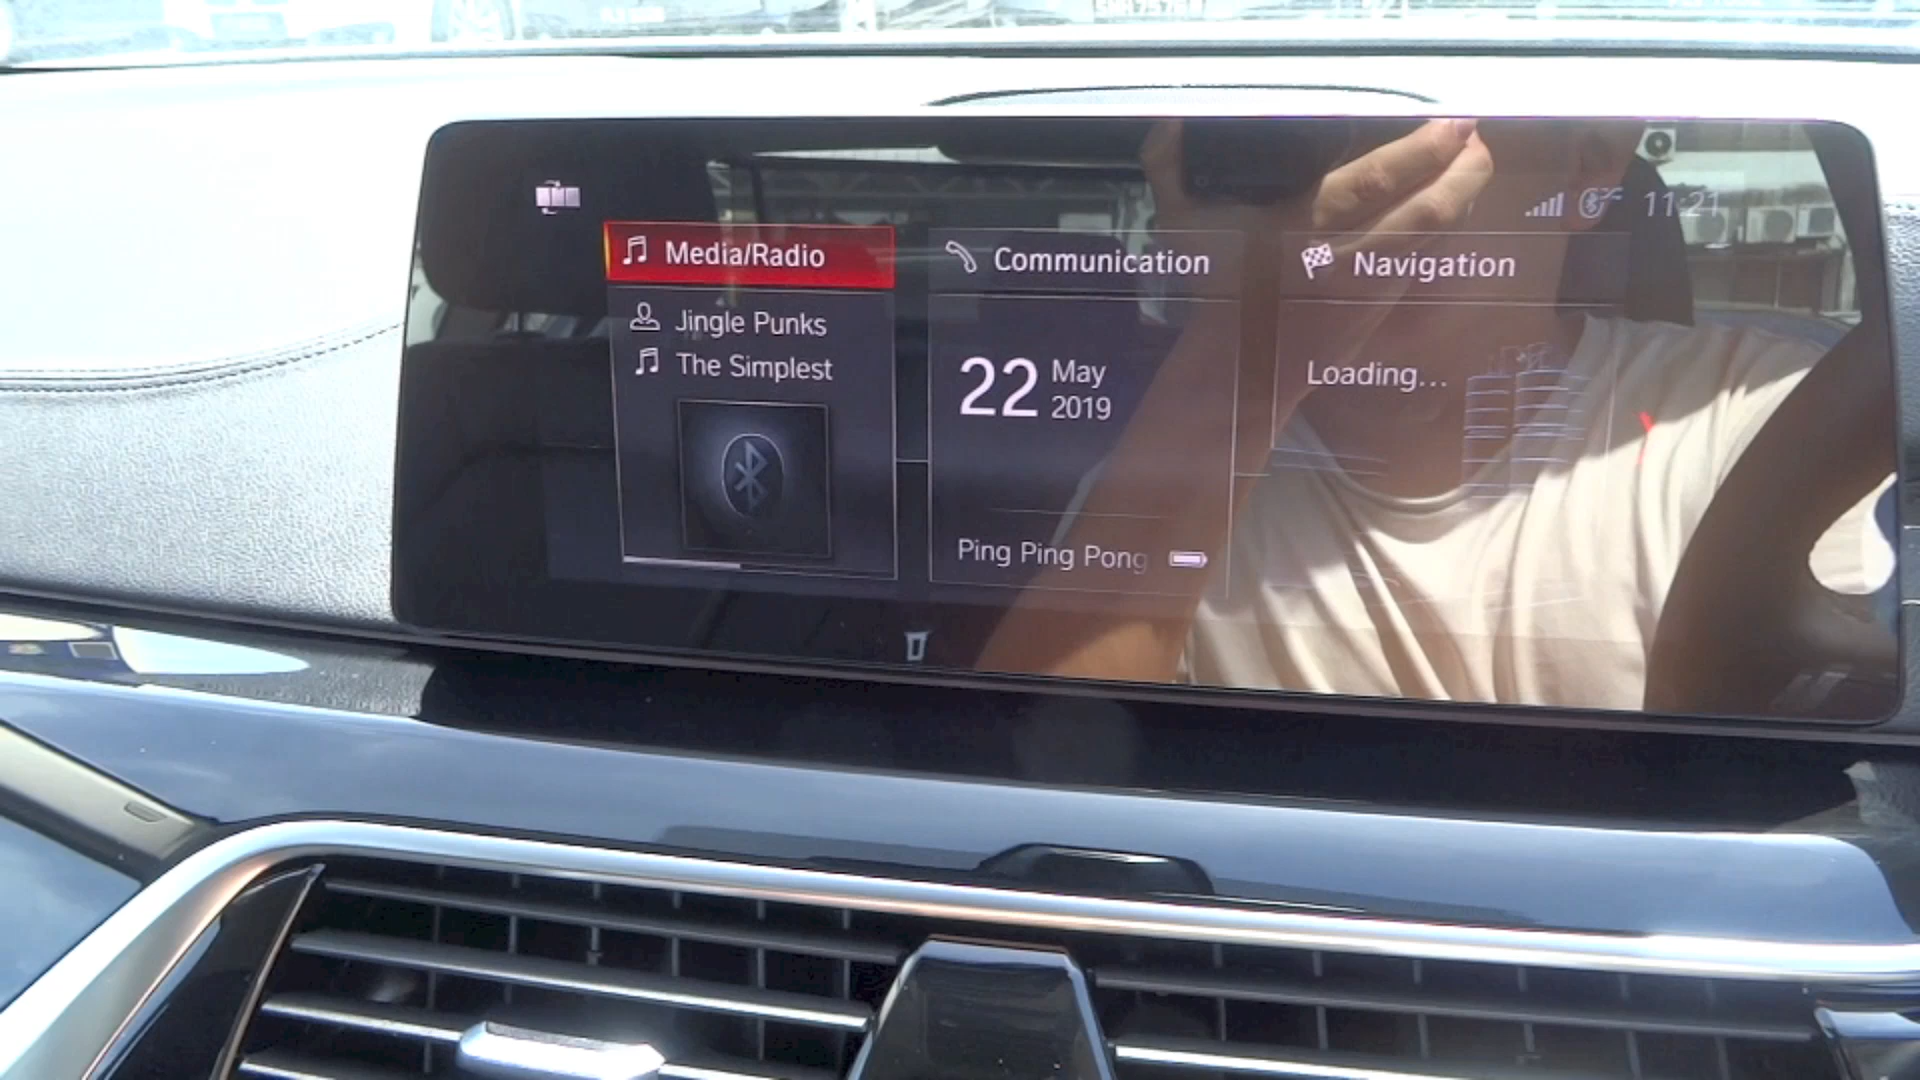 11:21
Media/Radio
Communication
Navigation
Jingle Punks
The Simplest
22
May
2019
Loading...
Ping Ping Pong